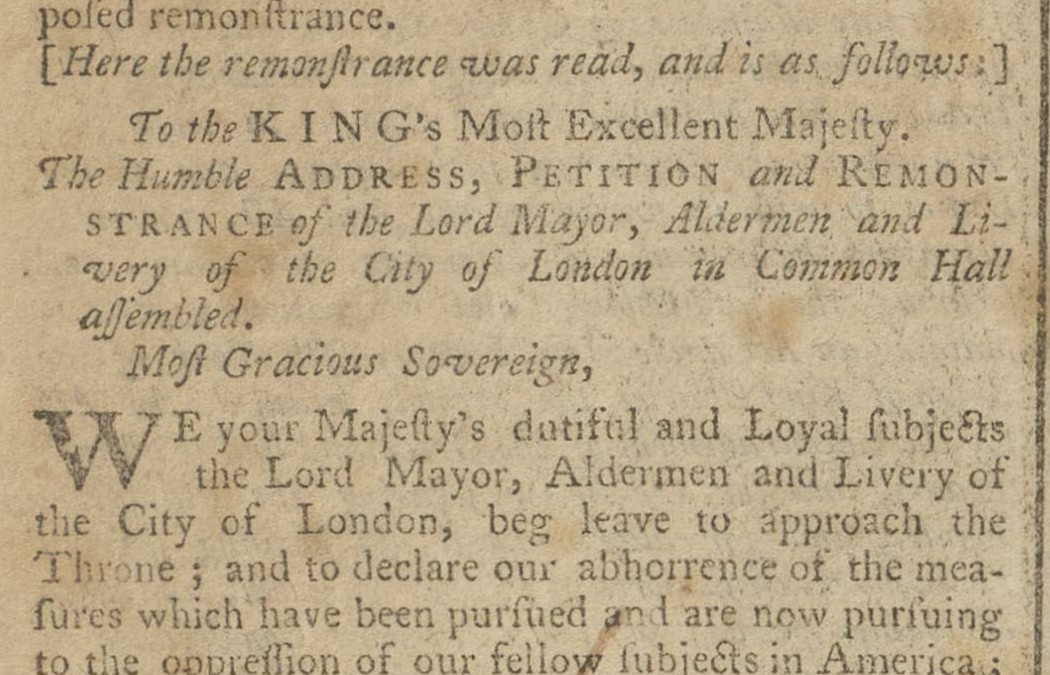 poſed remonſtrance.
[Here the remonſtrance was read, and is as follows:]
To the KING's Moſt Excellent Majeſty.
The Humble ADDRESS, PETITION and REMON-
STRANCE of the Lord Mayor, Aldermen and Li-
very of the City of London in Common Hall
aſſembled.
Moſt Gracious Sovereign,
WE your Majeſty's dutiful and Loyal ſubjects
the Lord Mayor, Aldermen and Livery of
the City of London, beg leave to approach the
Throne ; and to declare our abhorrence of the mea-
ſures which have been purſued and are now purſuing
to the oppreſſion of our fellow ſubjects in America ;